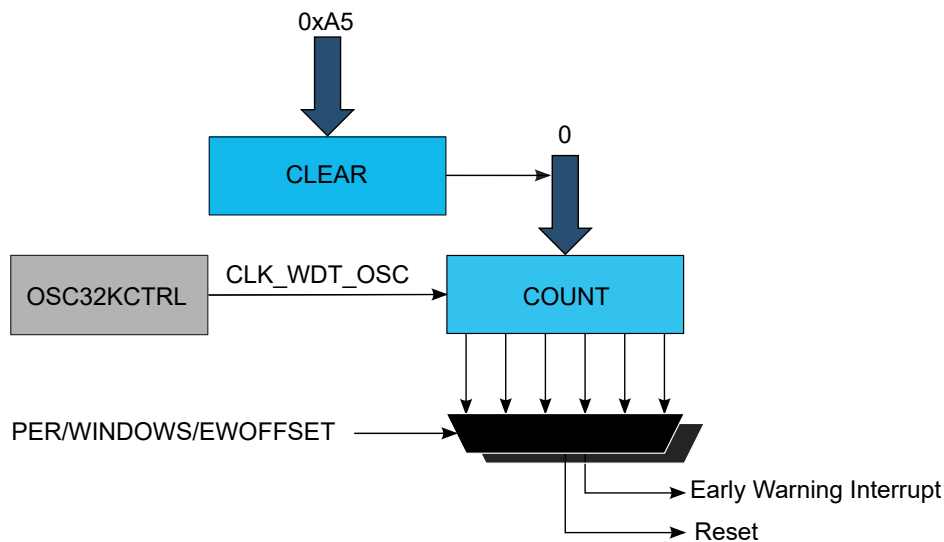 0xA5
0
CLEAR
CLK_WDT_OSC
OSC32KCTRL
COUNT
PER/WINDOWS/EWOFFSET
Early Warning Interrupt
Reset